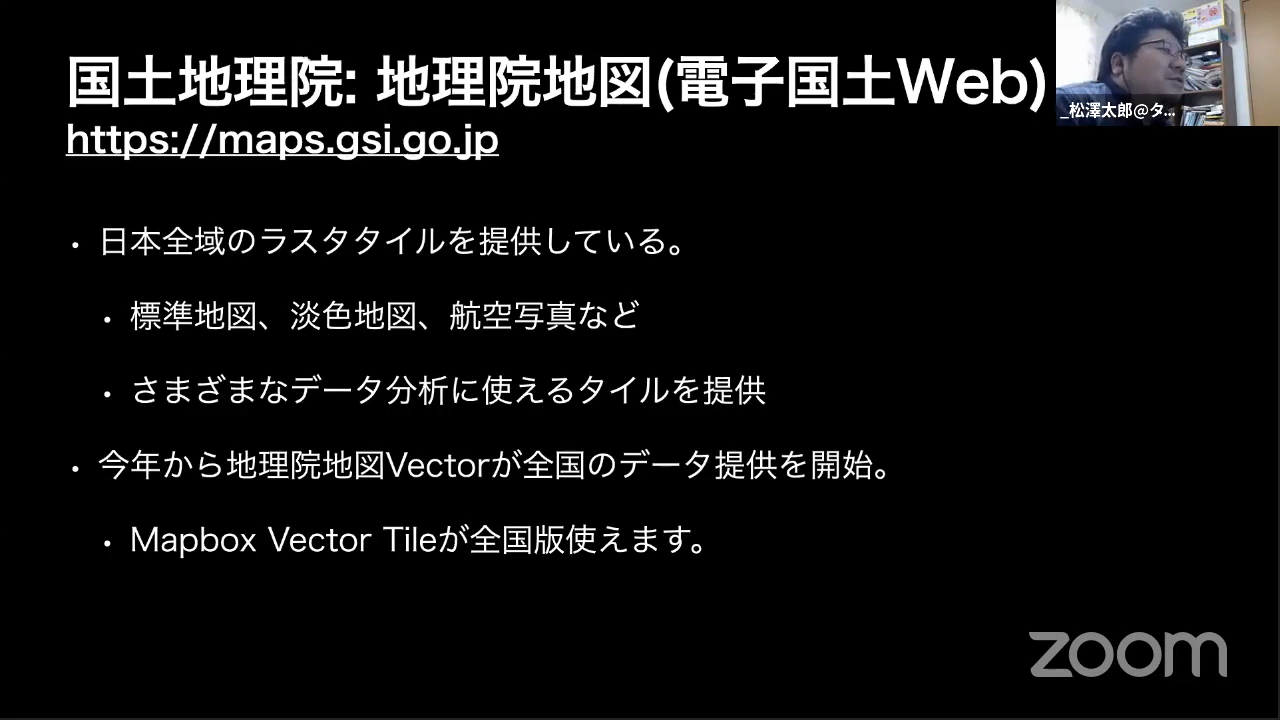 国土地理院: 地理院地図(電子国土Web)
https://maps.gsi.go.jp
_松澤太郎@タ...
• 日本全域のラスタタイルを提供している。
• 標準地図、淡色地図、航空写真など
• さまざまなデータ分析に使えるタイルを提供
• 今年から地理院地図Vectorが全国のデータ提供を開始。
• Mapbox Vector Tileが全国版使えます。
zoom